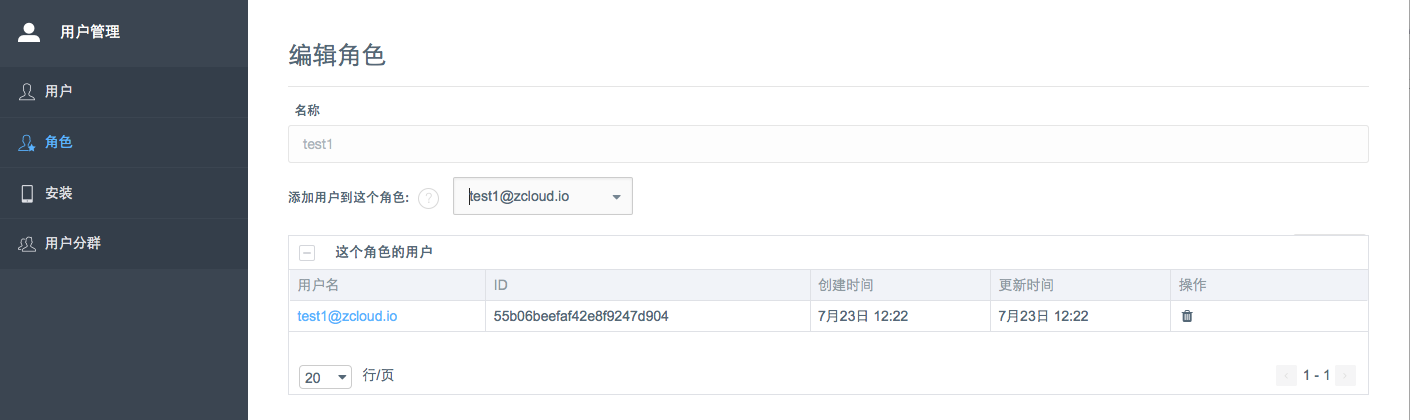 用户管理
用户
角色
安装
用户分群
编辑角色
名称
test1
添加用户到这个角色: ? test1@zcloud.io
这个角色的用户
用户名 ID 创建时间 更新时间 操作
test1@zcloud.io 55b06beefaf42e8f9247d904 7月23日 12:22 7月23日 12:22
20 行/页 1 - 1